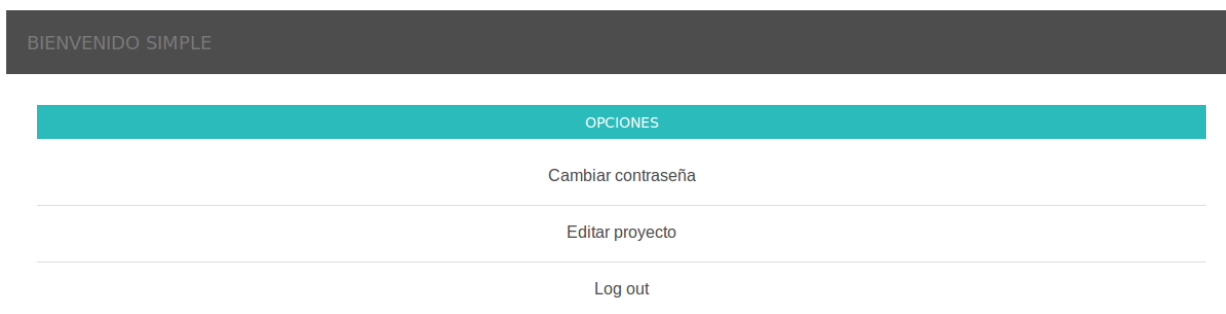 BIENVENIDO SIMPLE
OPCIONES
Cambiar contraseña
Editar proyecto
Log out